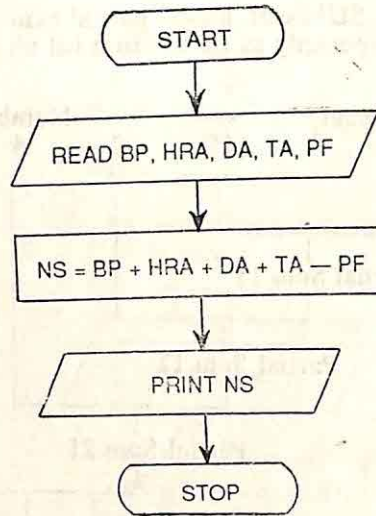 START
READ BP, HRA, DA, TA, PF
NS = BP + HRA + DA + TA — PF
PRINT NS
STOP